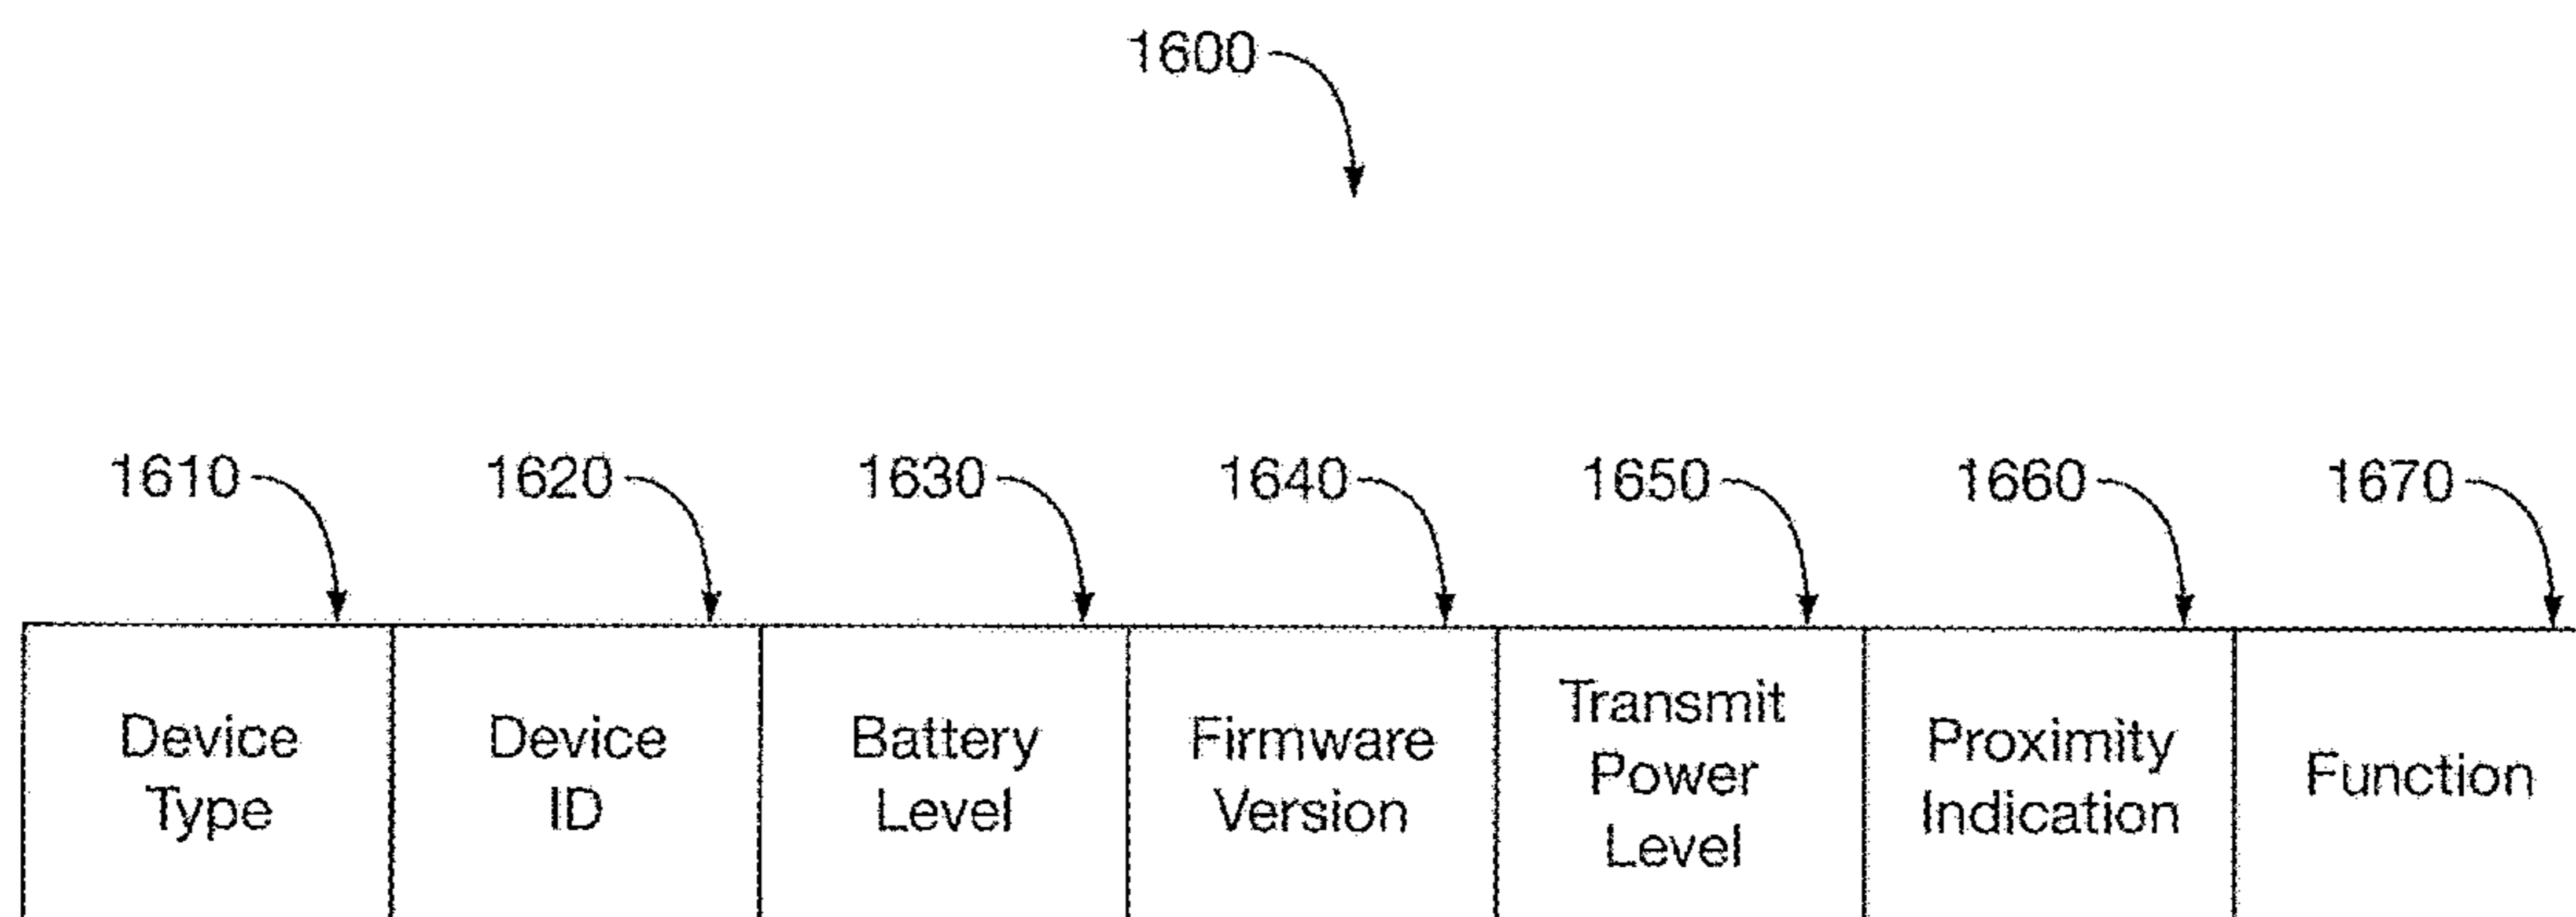 1600
1610 1620 1630 1640 1650 1660 1670
Device
Type
Device
ID
Battery
Level
Firmware
Version
Transmit
Power
Level
Proximity
Indication
Function